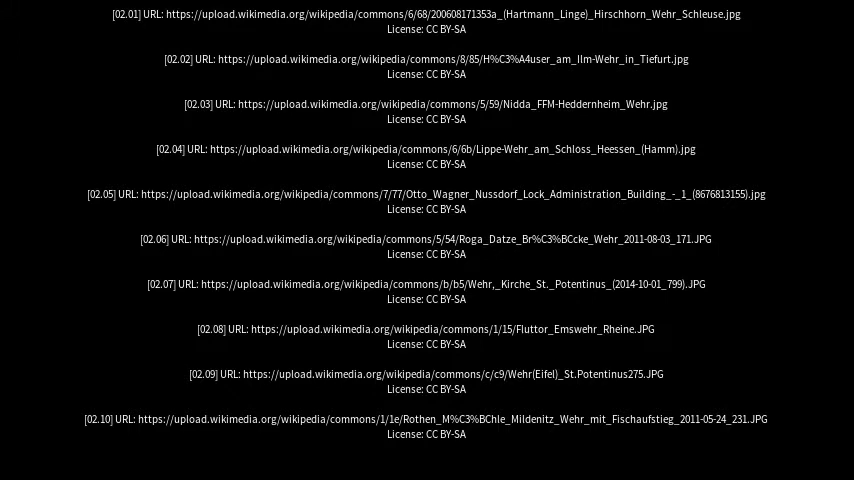 [02.01] URL: https://upload.wikimedia.org/wikipedia/commons/6/68/200608171353a_(Hartmann_Linge)_Hirschhorn_Wehr_Schleuse.jpg
License: CC BY-SA
[02.02] URL: https://upload.wikimedia.org/wikipedia/commons/8/85/H%C3%A4user_am_Ilm-Wehr_in_Tiefurt.jpg
License: CC BY-SA
[02.03] URL: https://upload.wikimedia.org/wikipedia/commons/5/59/Nidda_FFM-Heddernheim_Wehr.jpg
License: CC BY-SA
[02.04] URL: https://upload.wikimedia.org/wikipedia/commons/6/6b/Lippe-Wehr_am_Schloss_Heessen_(Hamm).jpg
License: CC BY-SA
[02.05] URL: https://upload.wikimedia.org/wikipedia/commons/7/77/Otto_Wagner_Nussdorf_Lock_Administration_Building_-_1_(8676813155).jpg
License: CC BY-SA
[02.06] URL: https://upload.wikimedia.org/wikipedia/commons/5/54/Roga_Datze_Br%C3%BCcke_Wehr_2011-08-03_171.JPG
License: CC BY-SA
[02.07] URL: https://upload.wikimedia.org/wikipedia/commons/b/b5/Wehr,_Kirche_St._Potentinus_(2014-10-01_799).JPG
License: CC BY-SA
[02.08] URL: https://upload.wikimedia.org/wikipedia/commons/1/15/Fluttor_Emswehr_Rheine.JPG
License: CC BY-SA
[02.09] URL: https://upload.wikimedia.org/wikipedia/commons/c/c9/Wehr(Eifel)_St.Potentinus275.JPG
License: CC BY-SA
[02.10] URL: https://upload.wikimedia.org/wikipedia/commons/1/1e/Rothen_M%C3%BChle_Mildenitz_Wehr_mit_Fischaufstieg_2011-05-24_231.JPG
License: CC BY-SA